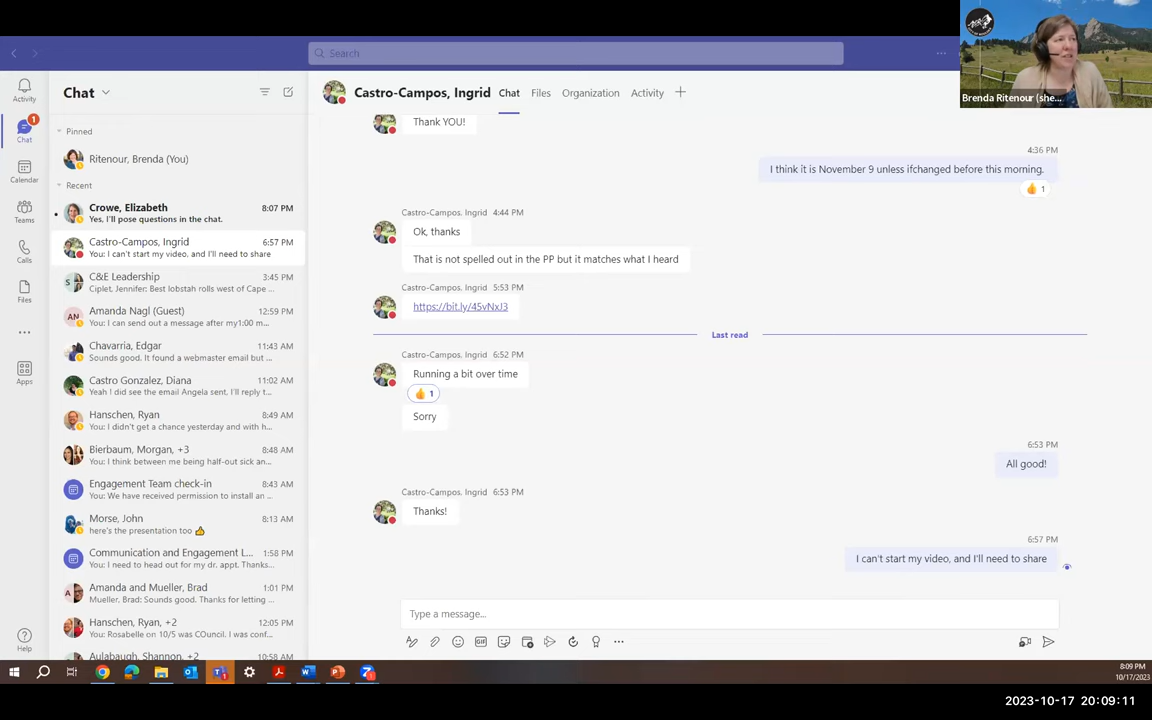 Search
Brenda Ritenour (she...
Activity
Chat
1
Calendar
Teams
Calls
Files
Apps
Help
Chat
Pinned
Ritenour, Brenda (You)
Recent
Crowe, Elizabeth 8:07 PM
Yes, I'll pose questions in the chat.
Castro-Campos, Ingrid 6:57 PM
You: I can't start my video, and I'll need to share
C&E Leadership 3:45 PM
Ciplet, Jennifer: Best lobstah rolls west of Cape ...
AN
Amanda Nagl (Guest) 12:59 PM
You: I can send out a message after my1:00 m...
Chavarria, Edgar 11:43 AM
Sounds good. It found a webmaster email but ...
Castro Gonzalez, Diana 11:02 AM
Yeah I did see the email Angela sent, I'll reply t...
Hanschen, Ryan 8:49 AM
You: I didn't get a chance yesterday and with h...
Bierbaum, Morgan, +3 8:48 AM
You: I think between me being half-out sick an...
Engagement Team check-in 8:43 AM
You: We have received permission to install an ...
Morse, John 8:13 AM
here's the presentation too 👍
Communication and Engagement L... 1:58 PM
You: I need to head out for my dr. appt. Thanks...
Amanda and Mueller, Brad 1:01 PM
Mueller, Brad: Sounds good. Thanks for letting ...
Hanschen, Ryan, +2 12:05 PM
You: Rosabelle on 10/5 was COuncil. I was conf...
Aulabaugh, Shannon, +2 10:58 AM
Castro-Campos, Ingrid Chat Files Organization Activity
Thank YOU!
4:36 PM
I think it is November 9 unless ifchanged before this morning.
👍 1
Castro-Campos, Ingrid 4:44 PM
Ok, thanks
That is not spelled out in the PP but it matches what I heard
Castro-Campos, Ingrid 5:53 PM
https://bit.ly/45vNxJ3
Last read
Castro-Campos, Ingrid 6:52 PM
Running a bit over time
👍 1
Sorry
6:53 PM
All good!
Castro-Campos, Ingrid 6:53 PM
Thanks!
6:57 PM
I can't start my video, and I'll need to share
Type a message...
GIF
8:09 PM
10/17/2023
2023-10-17 20:09:11